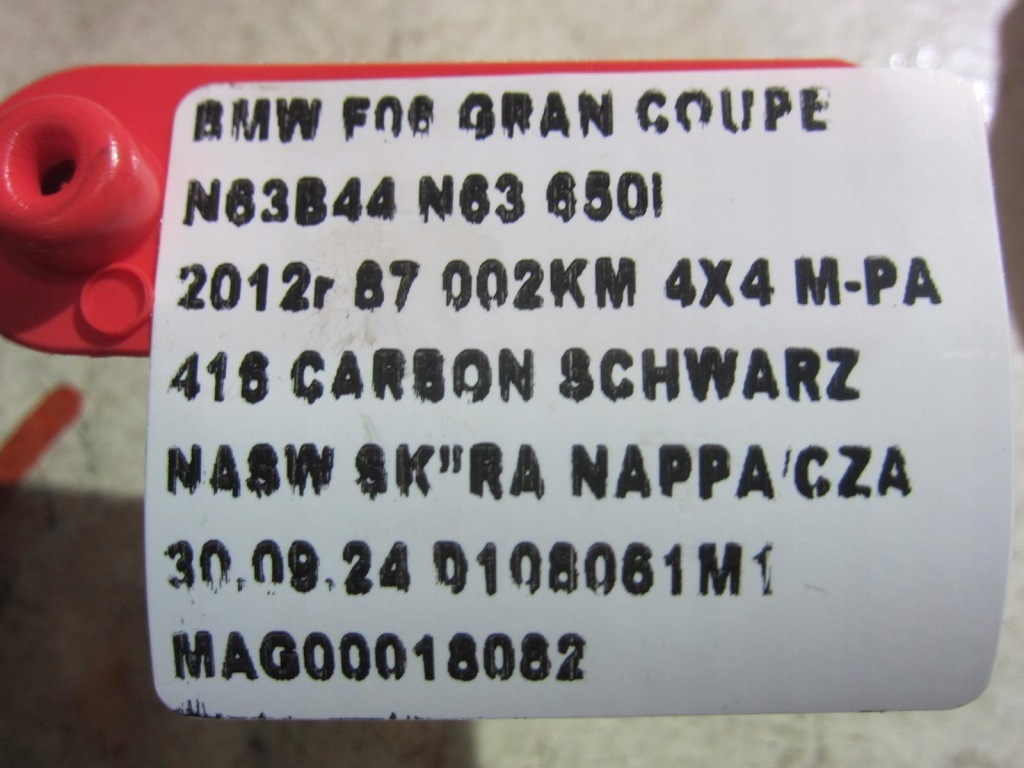 BMW F06 GRAN COUPE
N63B44 N63 650I
2012r 87 002KM 4X4 M-PA
416 CARBON SCHWARZ
NASW SK"RA NAPPA/CZA
30.09.24 0108061M1
MAG00018082